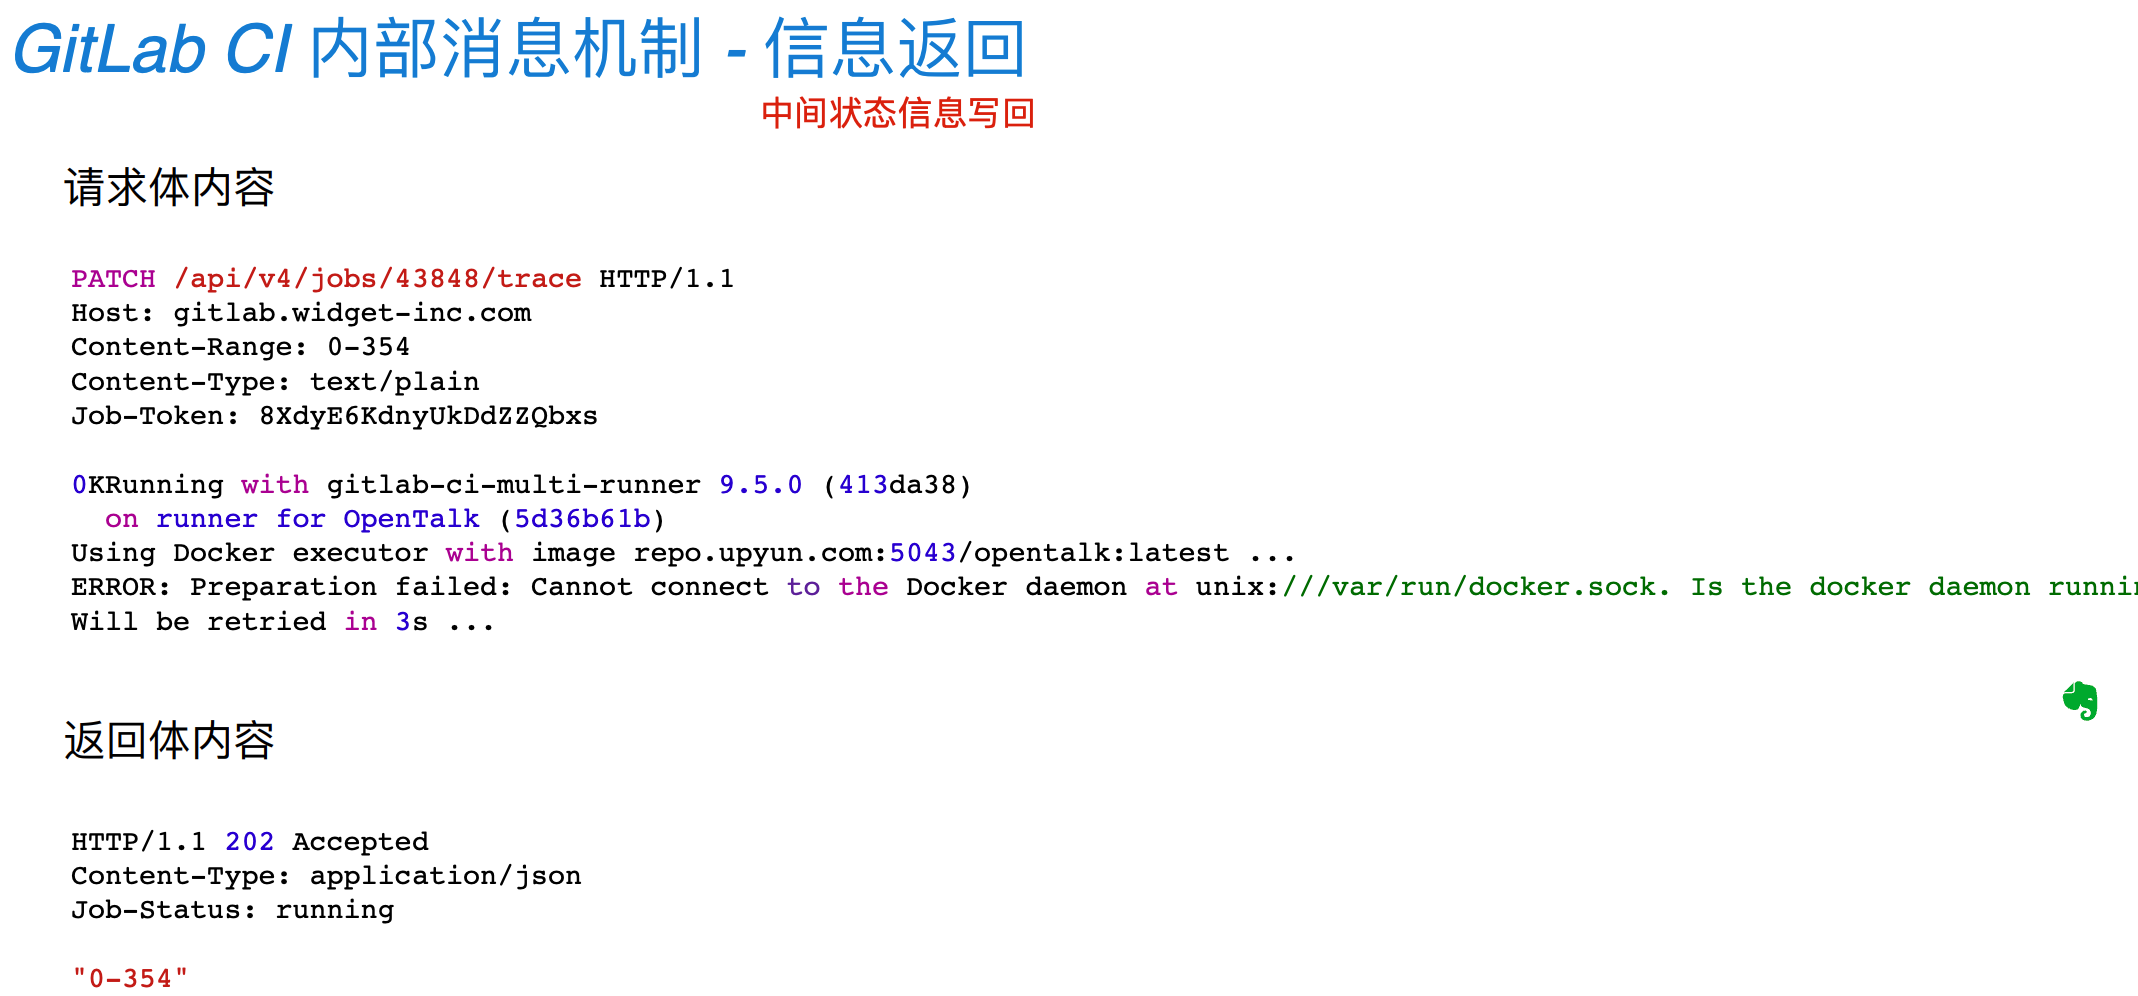 GitLab CI 内部消息机制 - 信息返回
中间状态信息写回
请求体内容
PATCH /api/v4/jobs/43848/trace HTTP/1.1
Host: gitlab.widget-inc.com
Content-Range: 0-354
Content-Type: text/plain
Job-Token: 8XdyE6KdnyUkDdZZQbxs
0KRunning with gitlab-ci-multi-runner 9.5.0 (413da38)
on runner for OpenTalk (5d36b61b)
Using Docker executor with image repo.upyun.com:5043/opentalk:latest ...
ERROR: Preparation failed: Cannot connect to the Docker daemon at unix:///var/run/docker.sock. Is the docker daemon
Will be retried in 3s ...
返回体内容
HTTP/1.1 202 Accepted
Content-Type: application/json
Job-Status: running
"0-354"